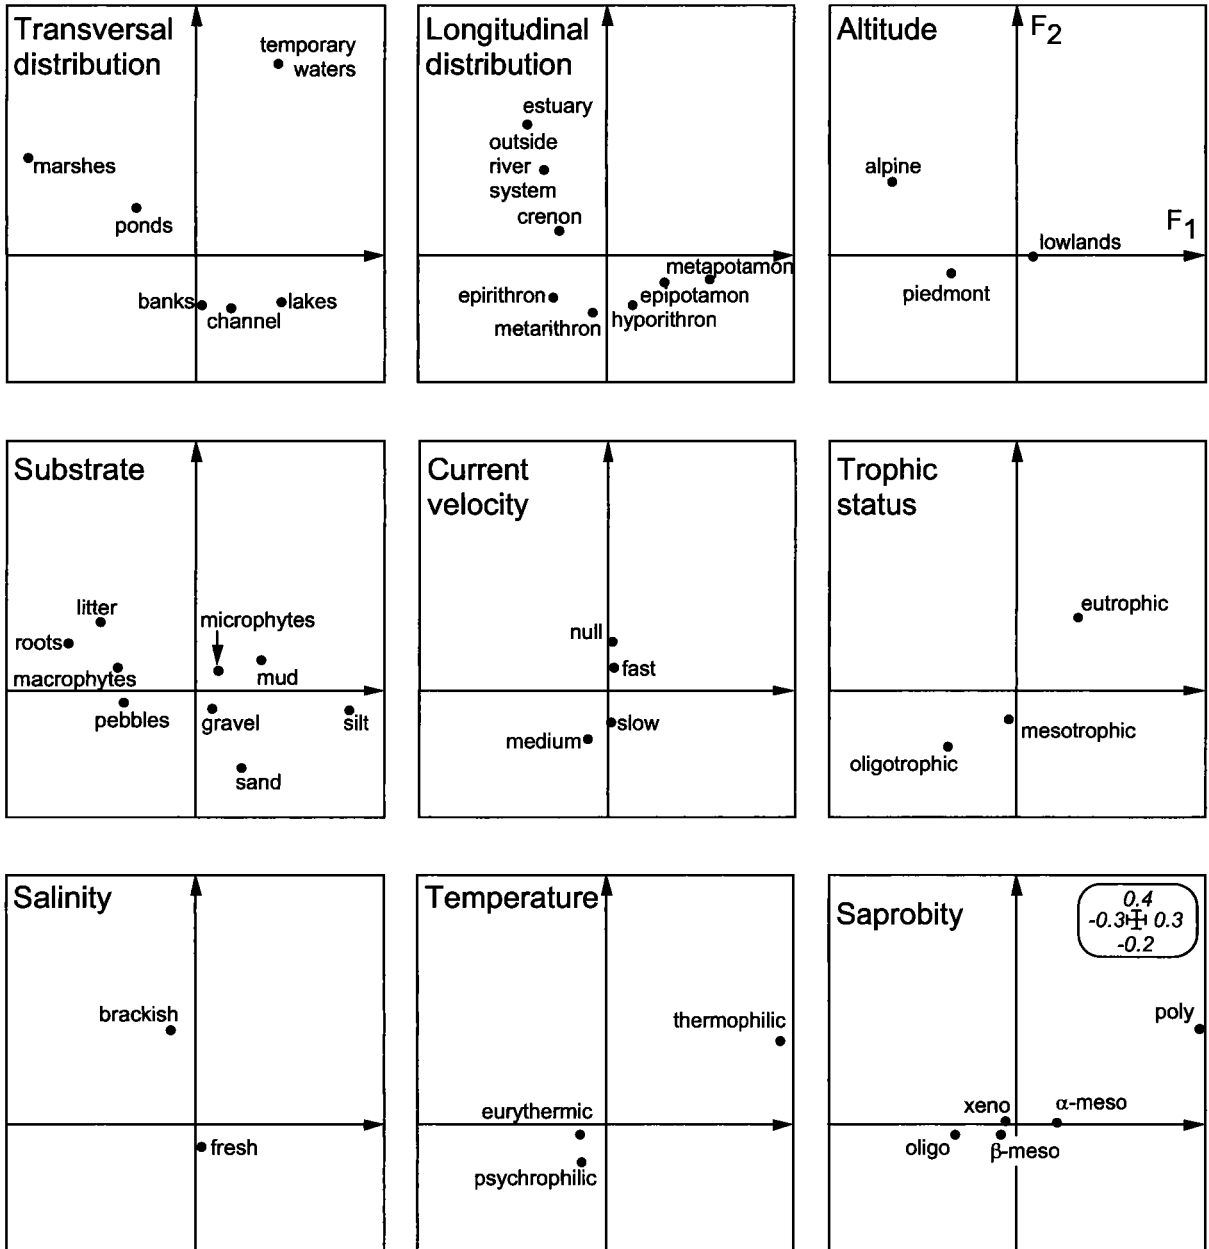 Transversal
distribution
temporary
waters
marshes
ponds
banks
channel
lakes
Longitudinal
distribution
estuary
outside
river
system
crenon
metapotamon
epirithron
epipotamon
metarithron
hyporithron
Altitude
F2
alpine
F1
lowlands
piedmont
Substrate
litter
microphytes
roots
macrophytes
mud
pebbles
gravel
silt
sand
Current
velocity
null
fast
slow
medium
Trophic
status
eutrophic
mesotrophic
oligotrophic
Salinity
brackish
fresh
Temperature
thermophilic
eurythermic
psychrophilic
Saprobity
0.4
-0.3 0.3
-0.2
poly
xeno
α-meso
oligo
β-meso